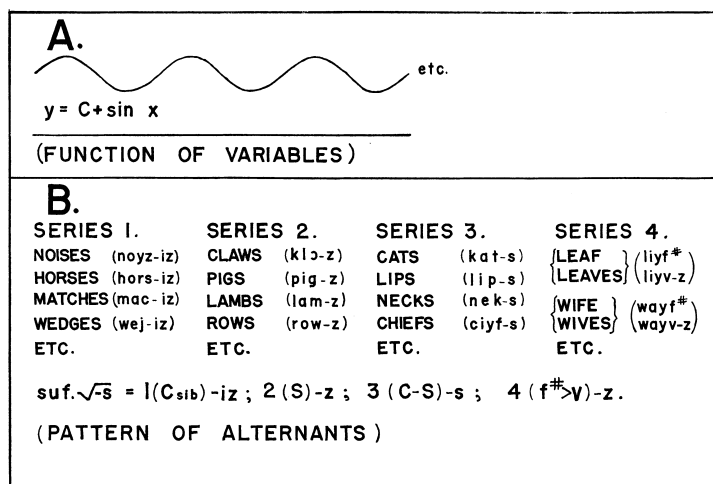 A.
etc.
y = C+sin x
(FUNCTION OF VARIABLES)
B.
SERIES 1. SERIES 2. SERIES 3. SERIES 4.
NOISES (noyz-iz) CLAWS (klɔ-z) CATS (kat-s) {LEAF (liyf#
HORSES (hors-iz) PIGS (pig-z) LIPS (lip-s) LEAVES} liyv-z)
MATCHES (mac-iz) LAMBS (lam-z) NECKS (nek-s) {WIFE (wayf#
WEDGES (wej-iz) ROWS (row-z) CHIEFS (ciyf-s) WIVES} wayv-z)
ETC. ETC. ETC. ETC.
suf.√-s = 1(Csib)-iz ; 2 (S)-z ; 3 (C-S)-s ; 4 (f#>V)-z.
(PATTERN OF ALTERNANTS)